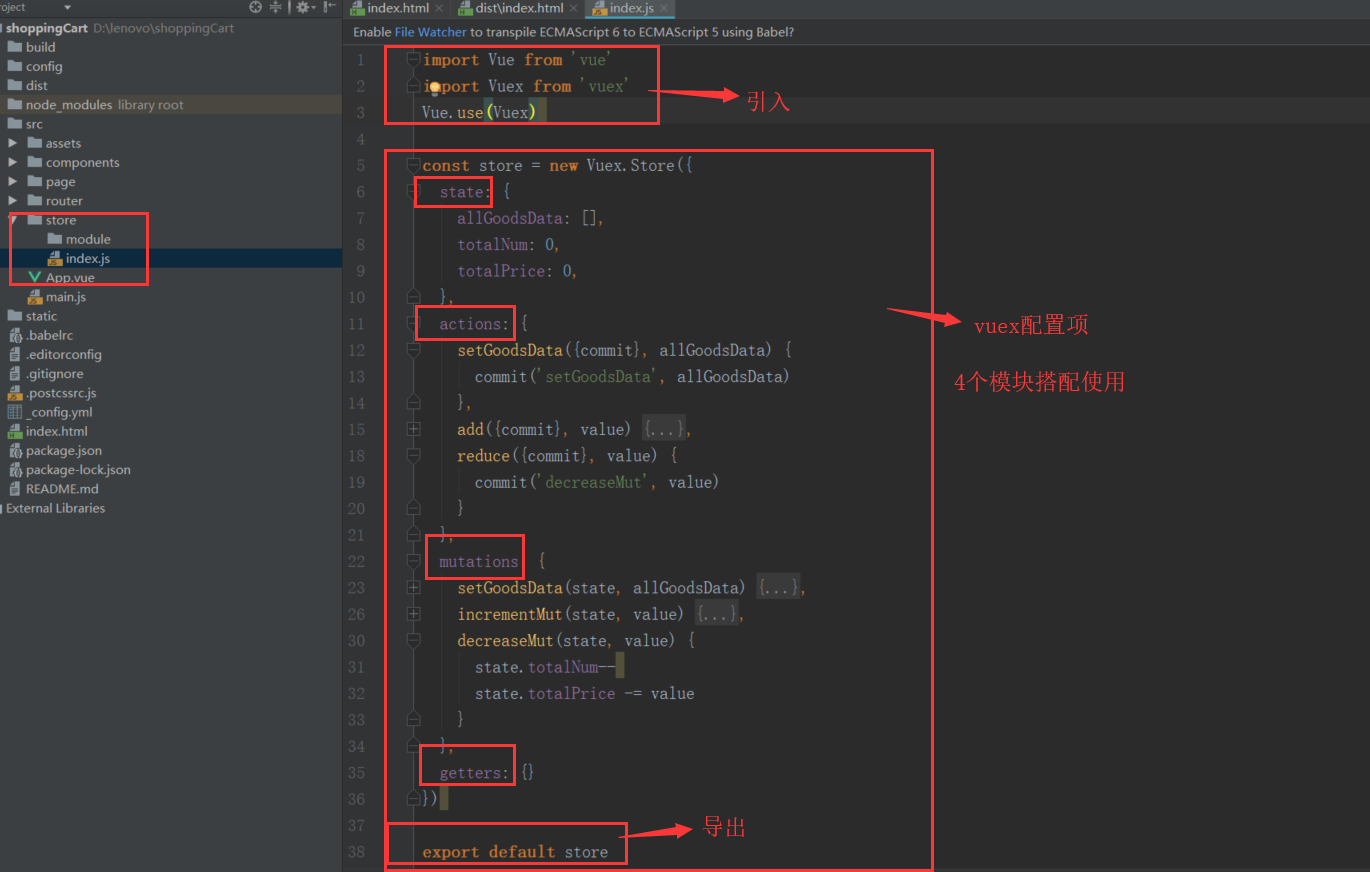 roject
index.html
dist\index.html
index.js
shoppingCart D:\lenovo\shoppingCart
Enable File Watcher to transpile ECMAScript 6 to ECMAScript 5 using Babel?
build
config
dist
node_modules library root
src
assets
components
page
router
store
module
index.js
App.vue
main.js
static
.babelrc
.editorconfig
.gitignore
.postcssrc.js
_config.yml
index.html
package.json
package-lock.json
README.md
External Libraries
1 import Vue from 'vue'
2 import Vuex from 'vuex'
3 Vue.use(Vuex)
引入
4
5 const store = new Vuex.Store({
6 state: {
7 allGoodsData: [],
8 totalNum: 0,
9 totalPrice: 0,
10 },
11 actions: {
vuex配置项
12 setGoodsData({commit}, allGoodsData) {
13 commit('setGoodsData', allGoodsData)
4个模块搭配使用
14 },
15 add({commit}, value) {...},
18 reduce({commit}, value) {
19 commit('decreaseMut', value)
20 }
21 },
22 mutations {
23 setGoodsData(state, allGoodsData) {...},
26 incrementMut(state, value) {...},
30 decreaseMut(state, value) {
31 state.totalNum--
32 state.totalPrice -= value
33 }
34 },
35 getters: {}
36 })
37
导出
38 export default store